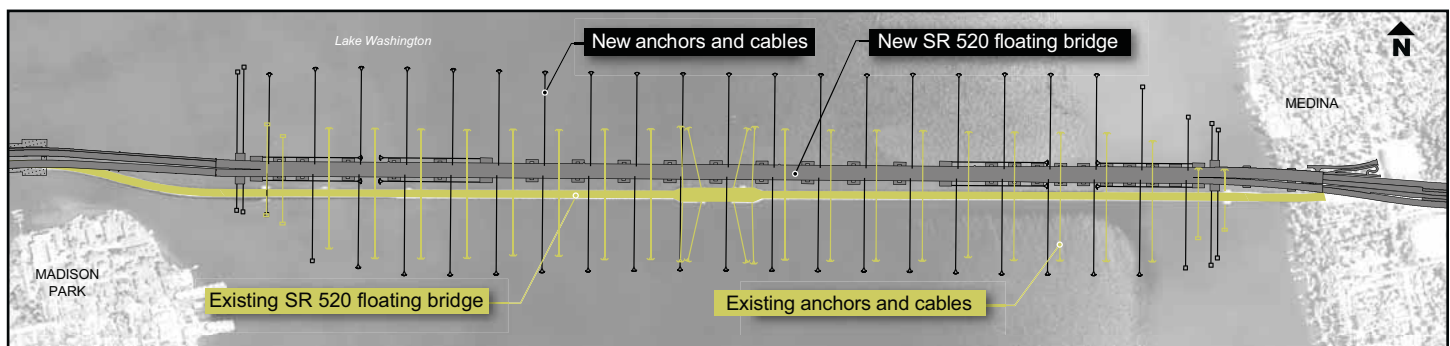 Lake Washington
New anchors and cables
New SR 520 floating bridge
N
MEDINA
MADISON
PARK
Existing SR 520 floating bridge
Existing anchors and cables